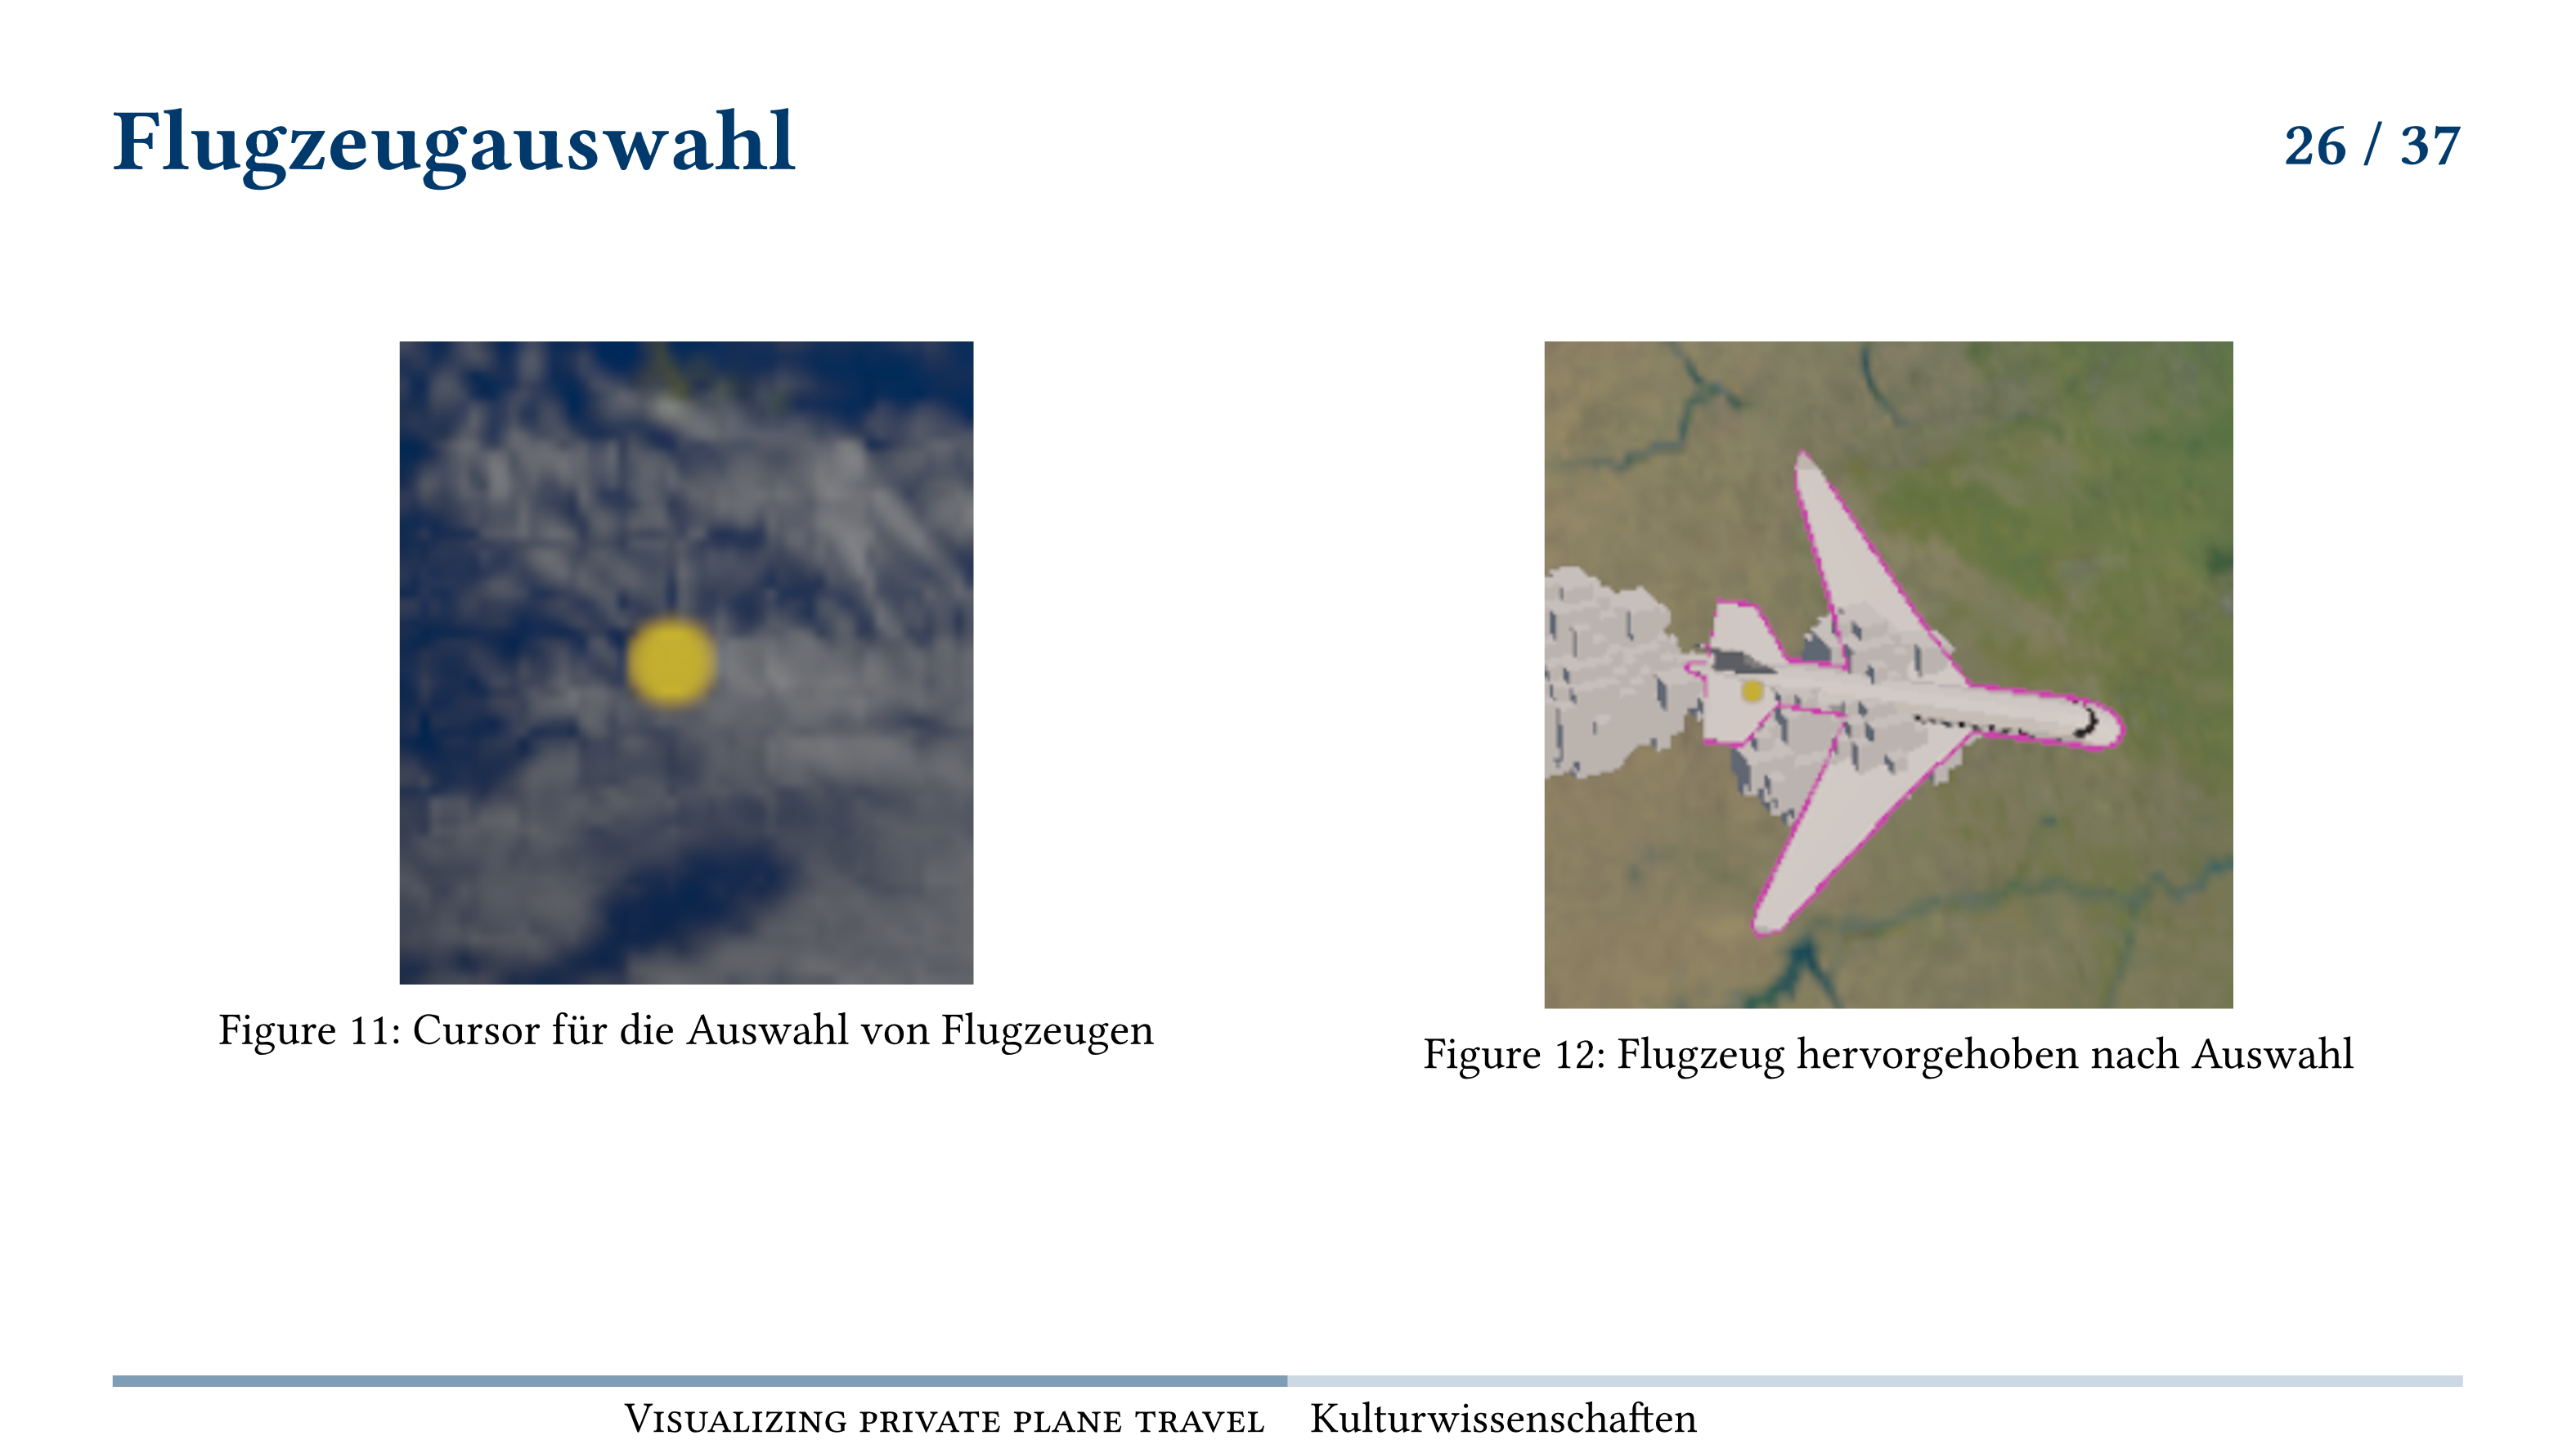 Flugzeugauswahl
26 / 37
Figure 11: Cursor für die Auswahl von Flugzeugen
Figure 12: Flugzeug hervorgehoben nach Auswahl
Visualizing private plane travel
Kulturwissenschaften